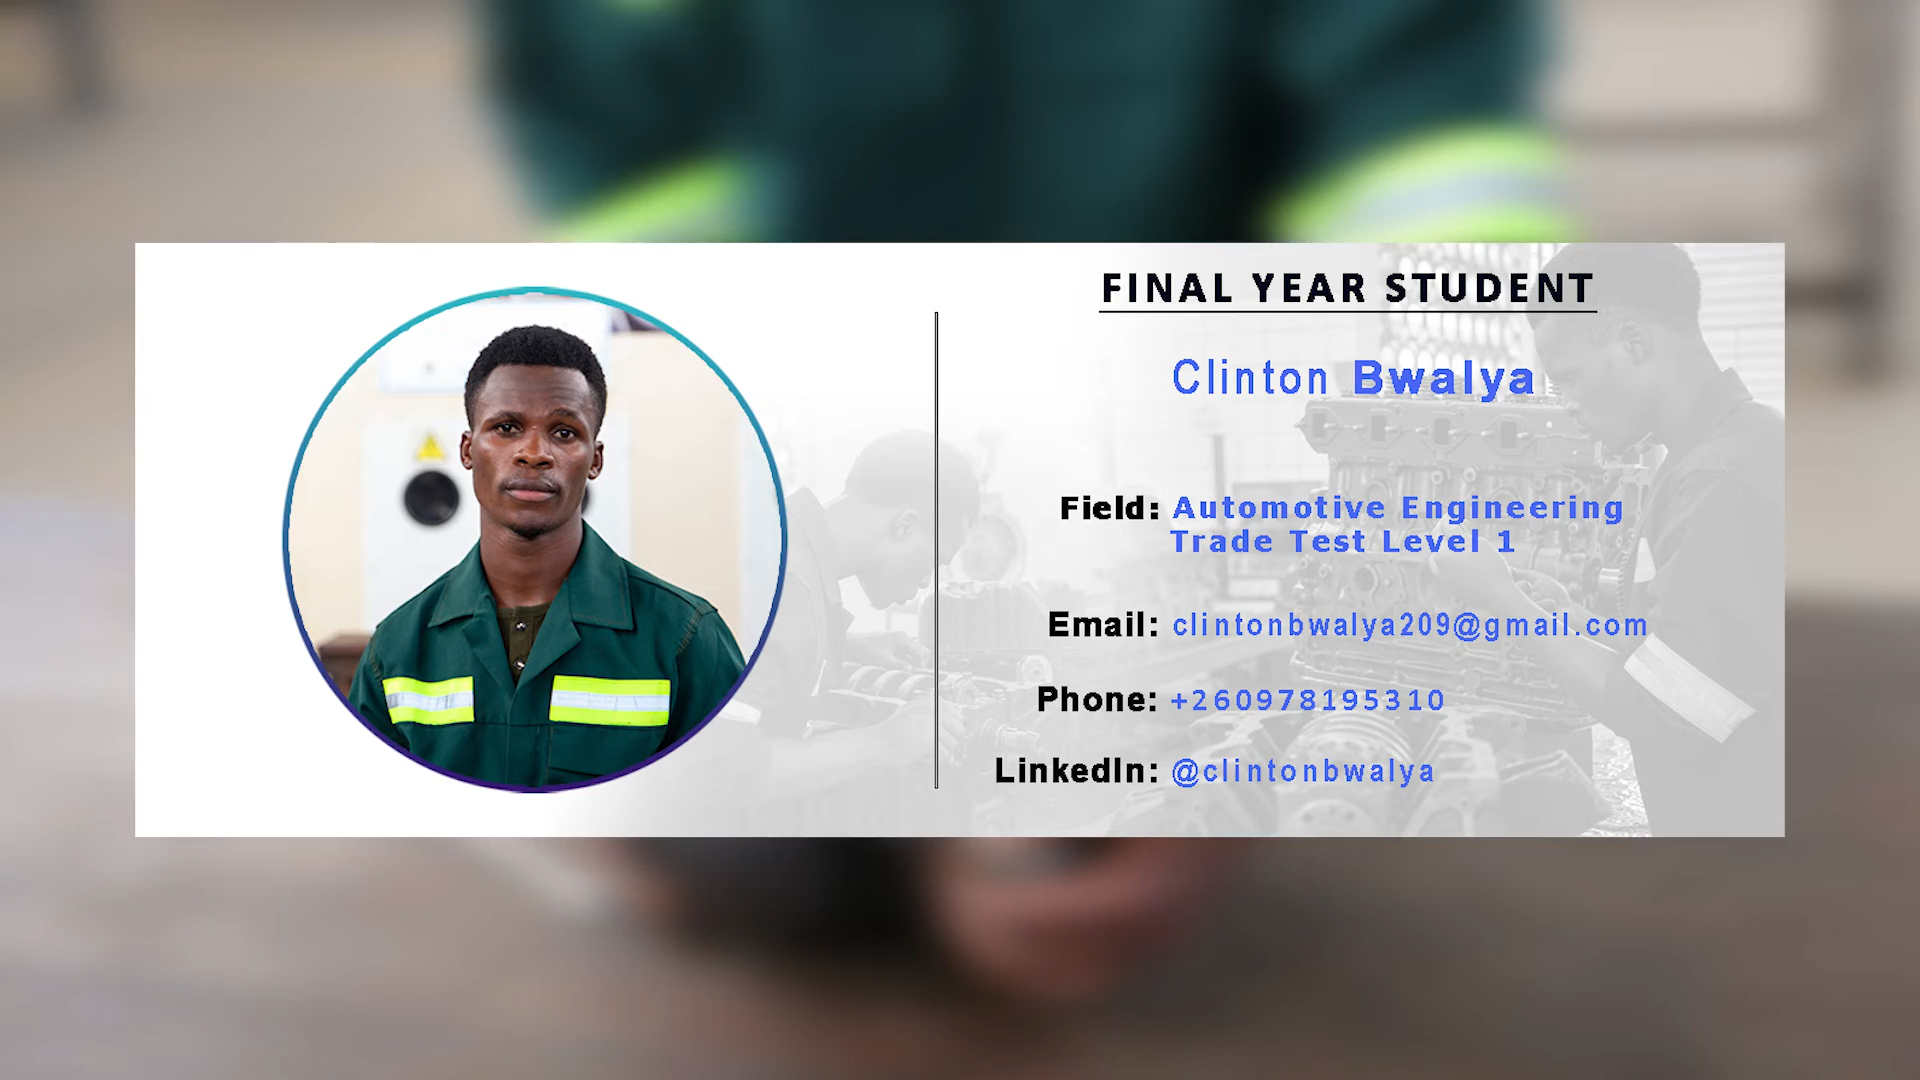 FINAL YEAR STUDENT
Clinton Bwalya
Field: Automotive Engineering
Trade Test Level 1
Email: clintonbwalya209@gmail.com
Phone: +260978195310
LinkedIn: @clintonbwalya